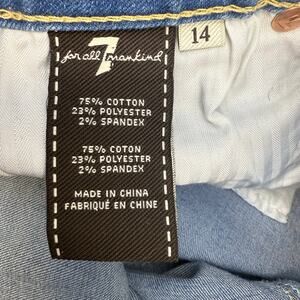 7
for all mankind
14
75% COTTON
23% POLYESTER
2% SPANDEX
75% COTON
23% POLYESTER
2% SPANDEX
MADE IN CHINA
FABRIQUÉ EN CHINE